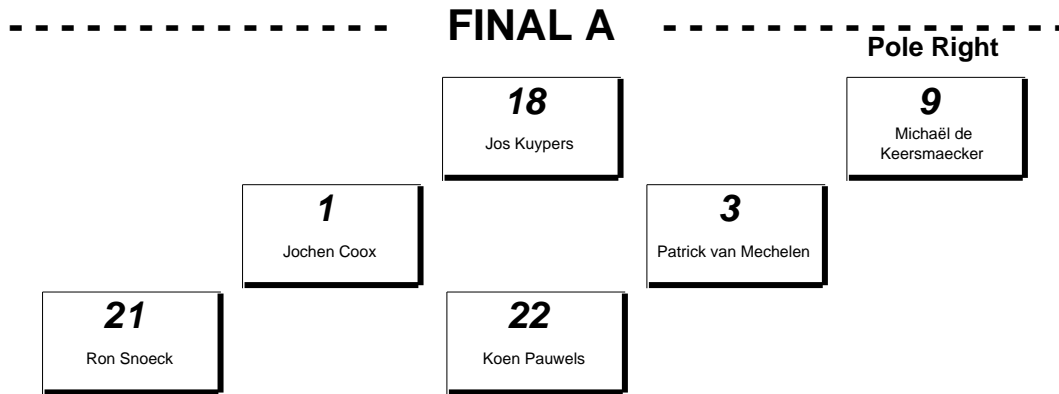 FINAL A
Pole Right
18
Jos Kuypers
9
Michaël de
Keersmaecker
1
Jochen Coox
3
Patrick van Mechelen
21
Ron Snoeck
22
Koen Pauwels